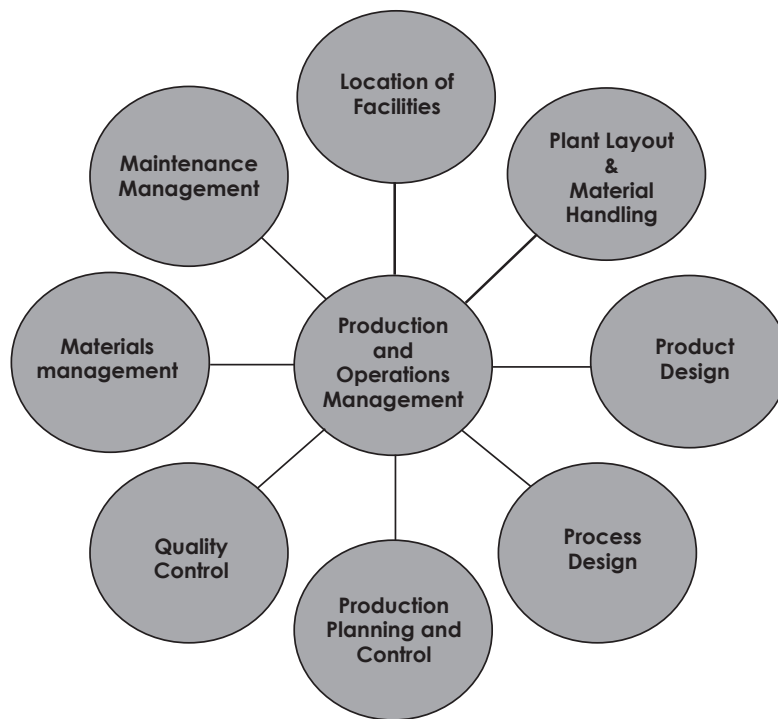 Location of
Facilities
Plant Layout
&
Material
Handling
Maintenance
Management
Production
and
Operations
Management
Materials
management
Product
Design
Quality
Control
Process
Design
Production
Planning and
Control